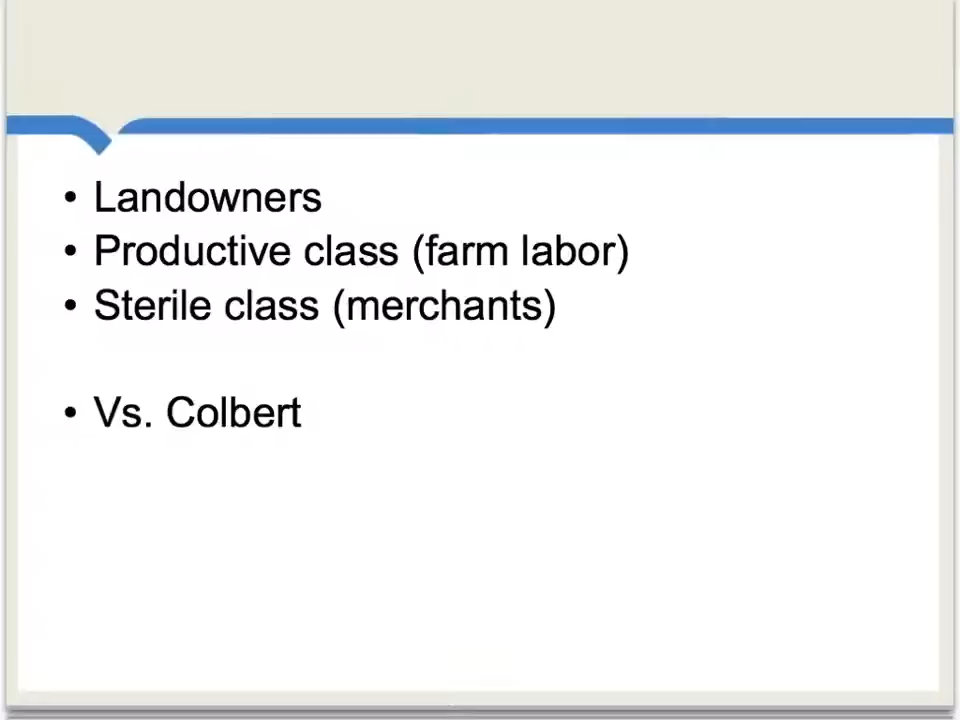 • Landowners
• Productive class (farm labor)
• Sterile class (merchants)
• Vs. Colbert